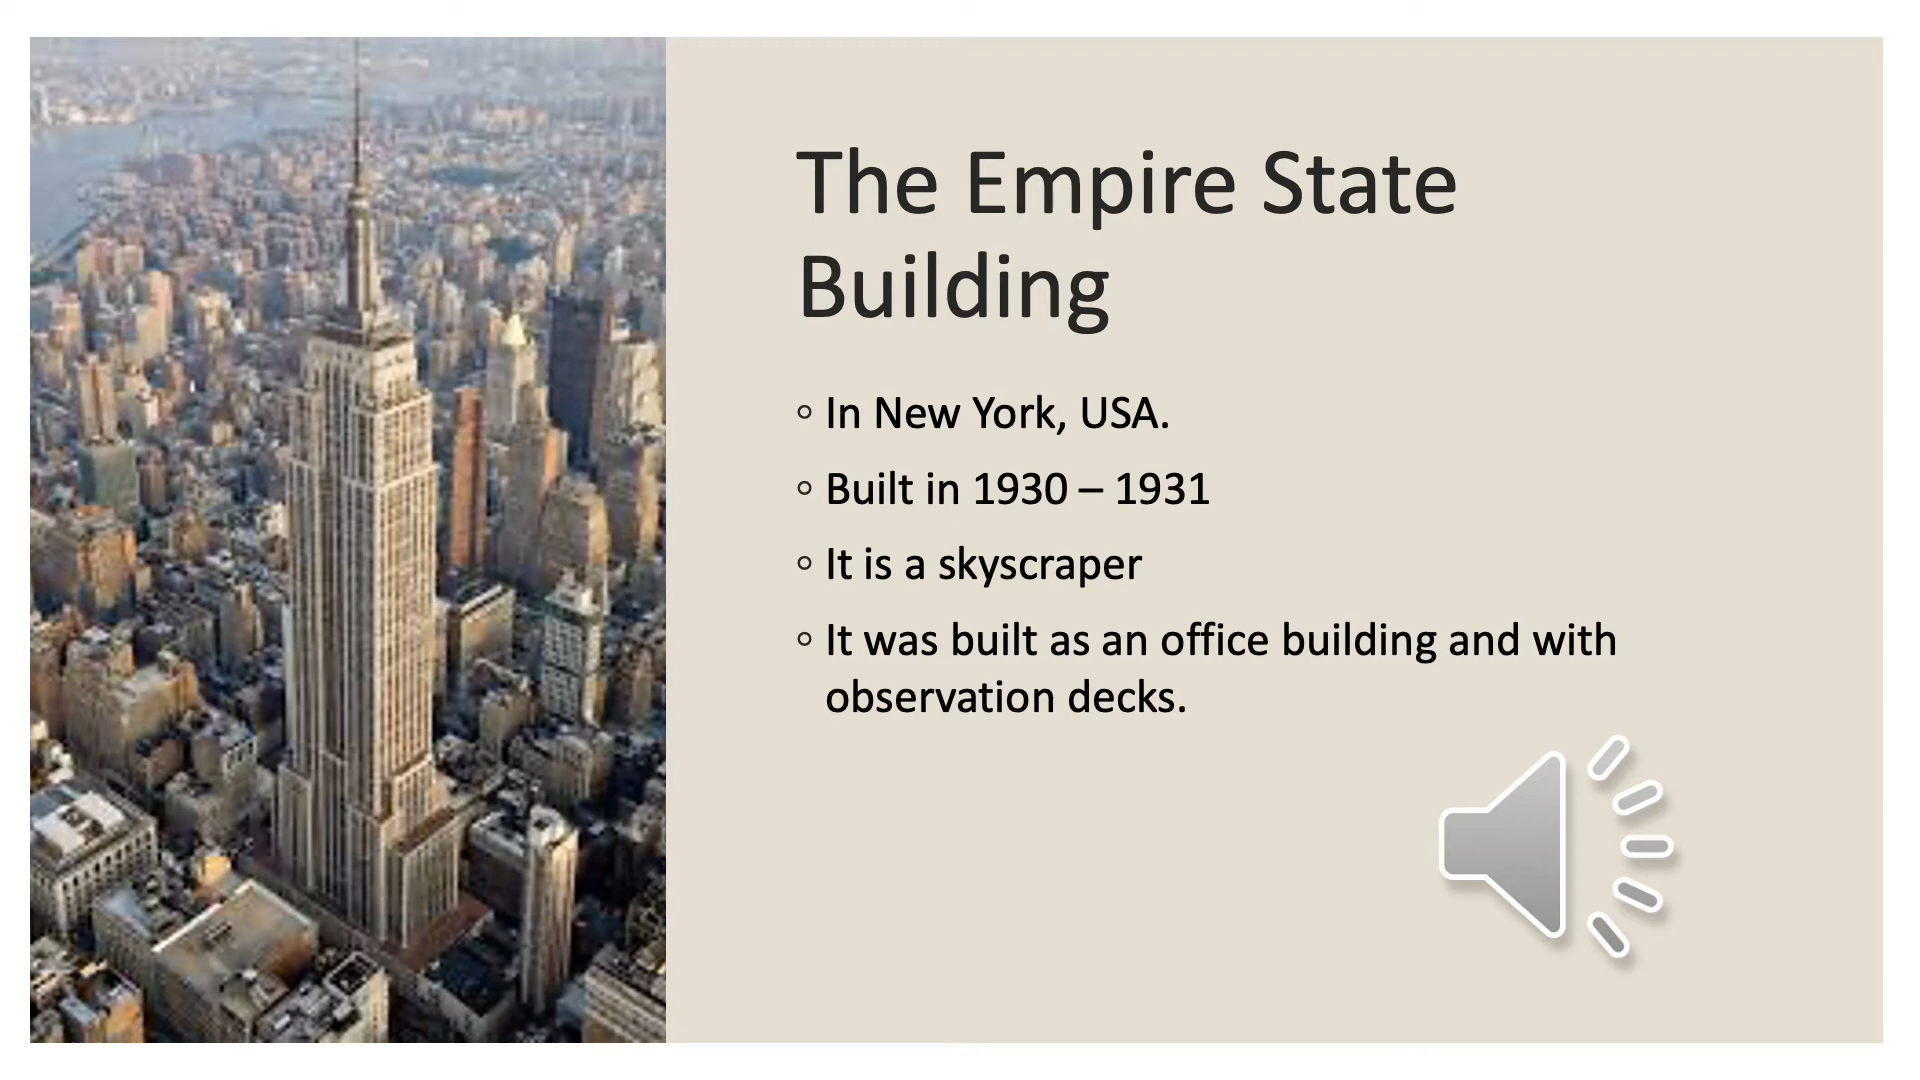 The Empire State
Building
◦ In New York, USA.
◦ Built in 1930 – 1931
◦ It is a skyscraper
◦ It was built as an office building and with
observation decks.